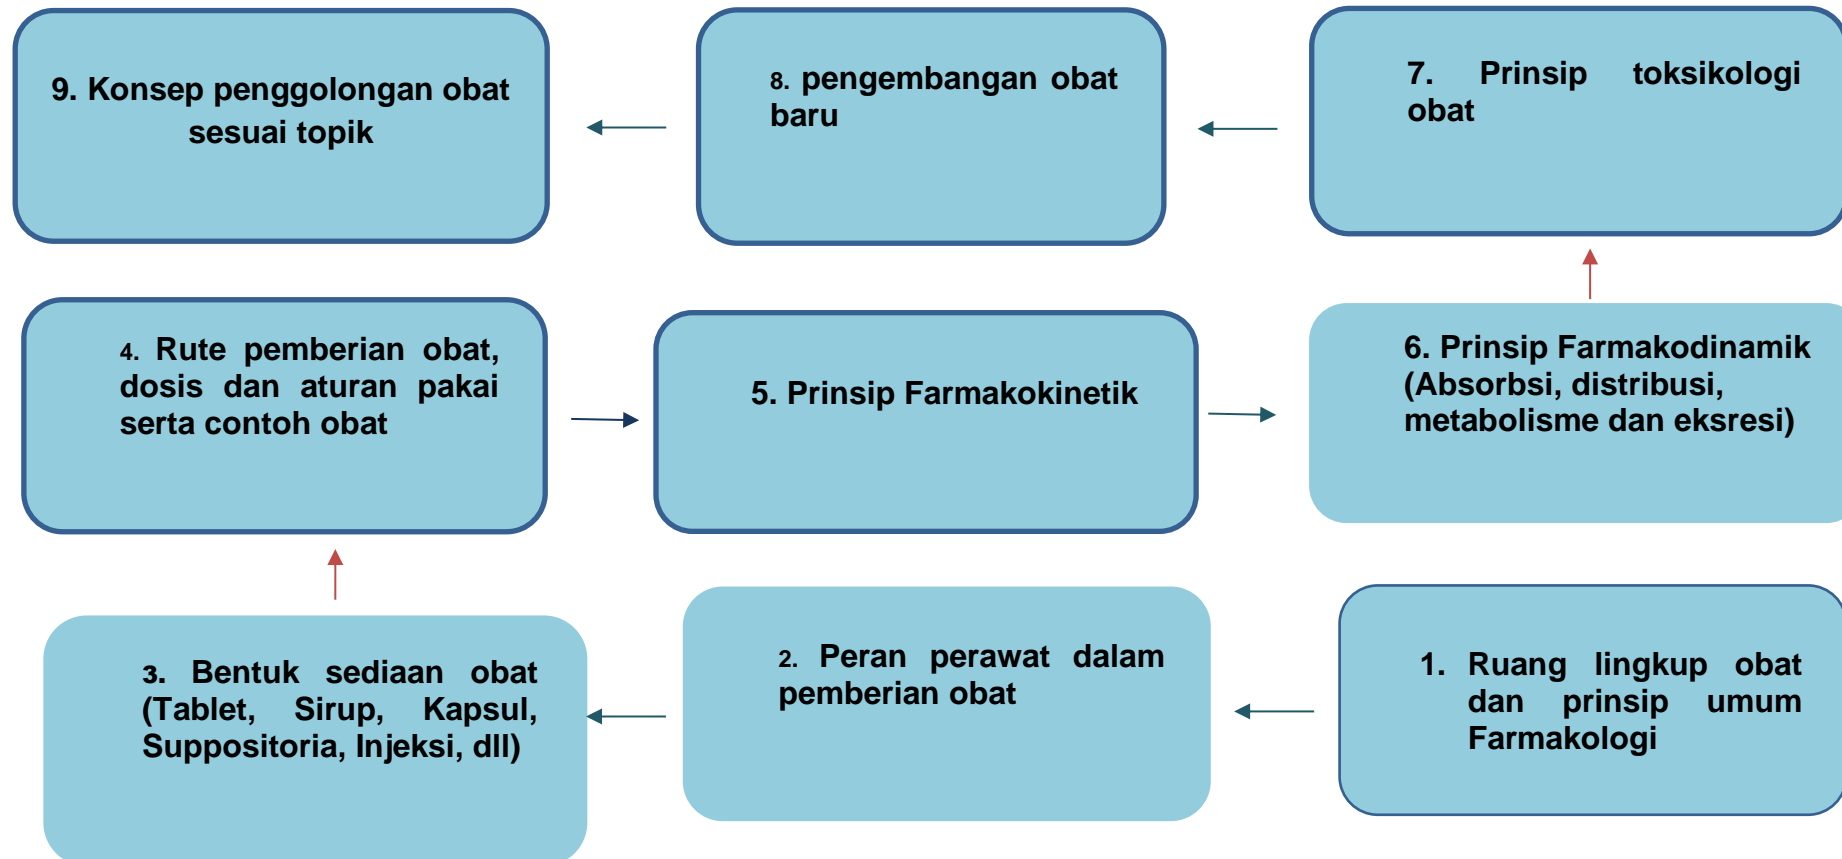 9. Konsep penggolongan obat
sesuai topik
8. pengembangan obat
baru
7. Prinsip toksikologi
obat
4. Rute pemberian obat,
dosis dan aturan pakai
serta contoh obat
5. Prinsip Farmakokinetik
6. Prinsip Farmakodinamik
(Absorbsi, distribusi,
metabolisme dan eksresi)
3. Bentuk sediaan obat
(Tablet, Sirup, Kapsul,
Suppositoria, Injeksi, dll)
2. Peran perawat dalam
pemberian obat
1. Ruang lingkup obat
dan prinsip umum
Farmakologi